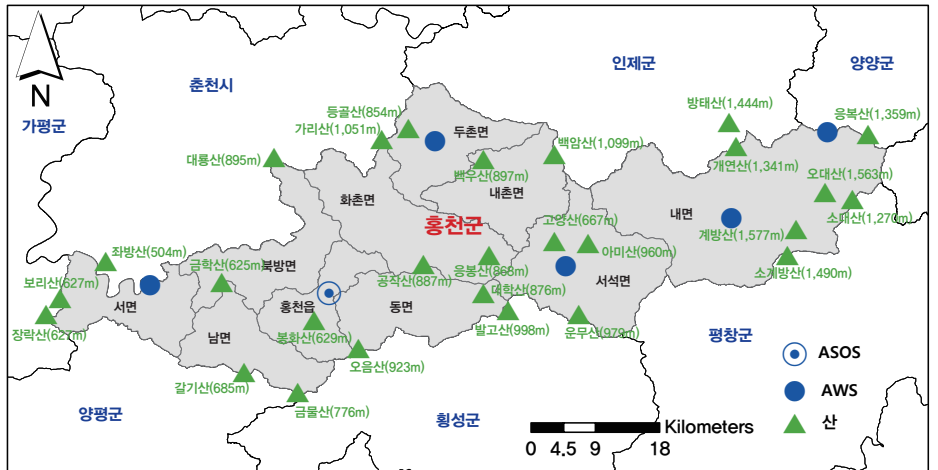 인제군
양양군
춘천시
N
가평군
등골산(854m)
가리산(1,051m)
두촌면
방태산(1,444m)
응복산(1,359m)
대룡산(895m)
백암산(1,099m)
개연산(1,341m)
백우산(897m)
오대산(1,563m)
화촌면
내촌면
내면
소대산(1,270m)
홍천군
고양산(667m)
계방산(1,577m)
좌방산(504m)
아미산(960m)
금학산(625m)
북방면
응봉산(868m)
공작산(887m)
소계방산(1,490m)
보리산(627m)
서석면
대학산(876m)
서면
홍천읍
동면
장락산(627m)
발고산(998m)
운무산(979m)
남면
봉화산(629m)
평창군
오음산(923m)
ASOS
갈기산(685m)
AWS
금물산(776m)
양평군
횡성군
산
Kilometers
0 4.5 9 18